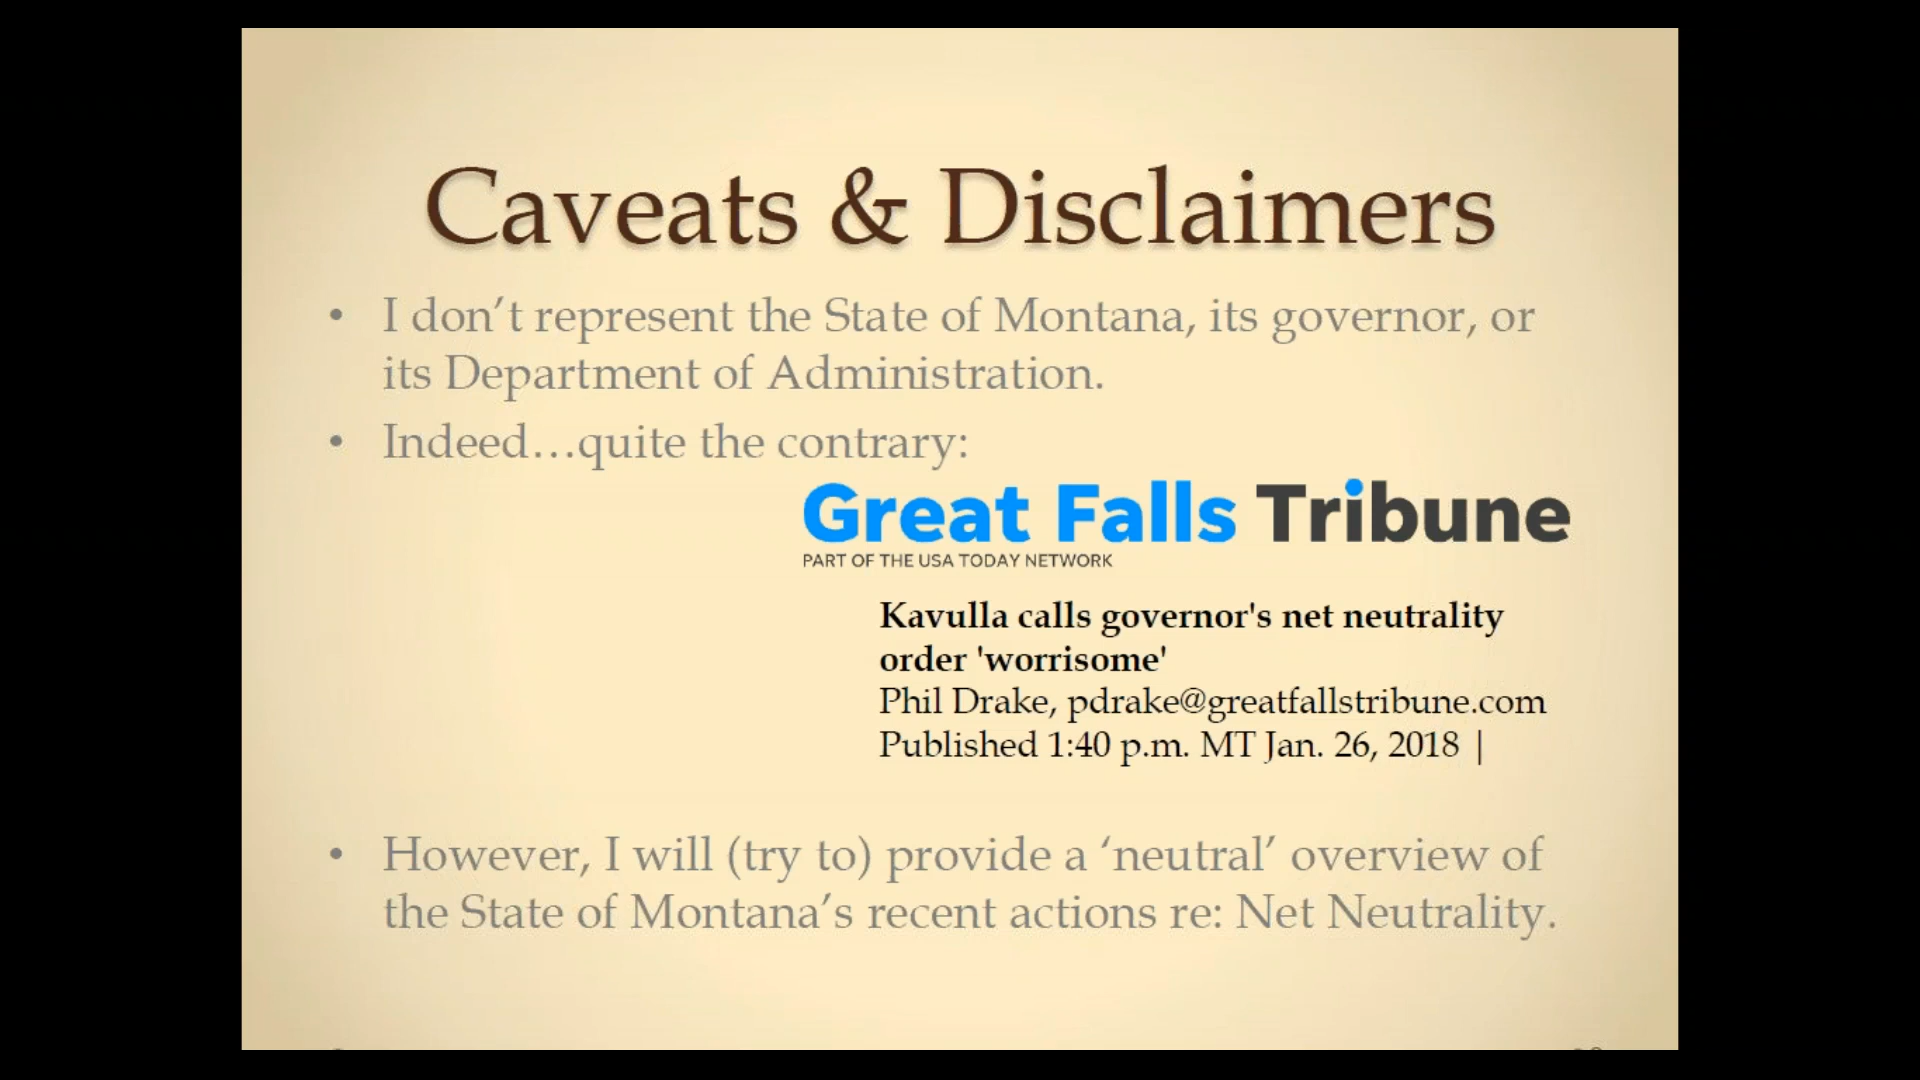 Caveats & Disclaimers
• I don’t represent the State of Montana, its governor, or
its Department of Administration.
• Indeed…quite the contrary:
Great Falls Tribune
PART OF THE USA TODAY NETWORK
Kavulla calls governor's net neutrality
order 'worrisome'
Phil Drake, pdrake@greatfallstribune.com
Published 1:40 p.m. MT Jan. 26, 2018 |
• However, I will (try to) provide a ‘neutral’ overview of
the State of Montana’s recent actions re: Net Neutrality.